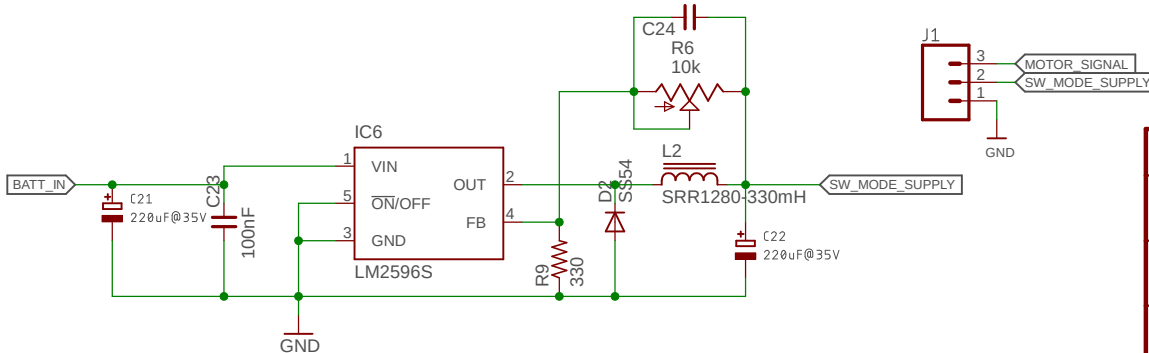 C24
R6
10k
J1
3
MOTOR_SIGNAL
2
SW_MODE_SUPPLY
1
GND
IC6
L2
BATT_IN
C21
220uF@35V
C23
100nF
1
VIN
5
ON/OFF
3
GND
OUT
2
FB
4
LM2596S
R9
330
D2
SS54
SRR1280-330mH
SW_MODE_SUPPLY
C22
220uF@35V
GND